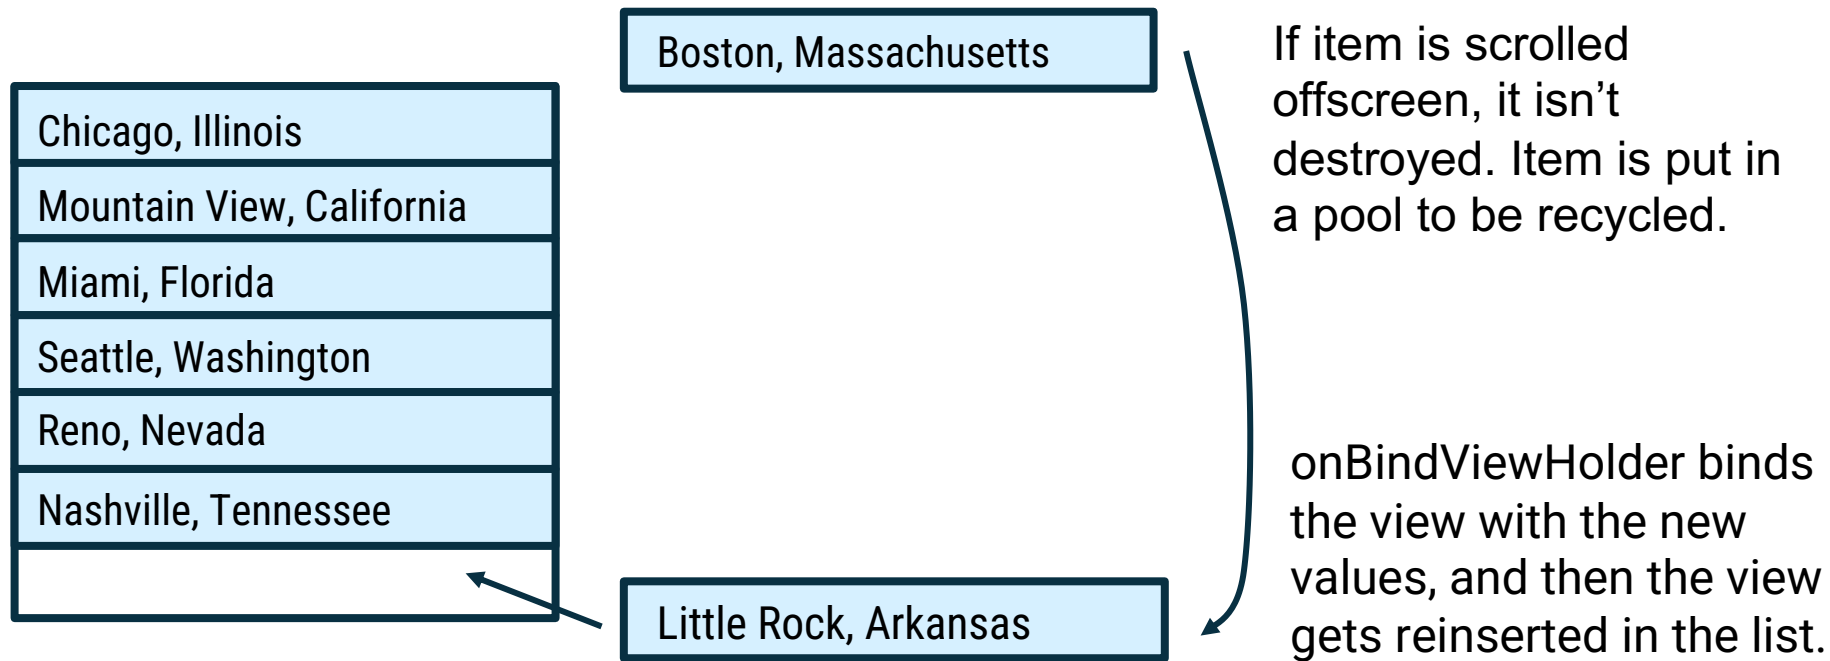 Boston, Massachusetts
If item is scrolled
offscreen, it isn’t
destroyed. Item is put in
a pool to be recycled.
Chicago, Illinois
Mountain View, California
Miami, Florida
Seattle, Washington
Reno, Nevada
Nashville, Tennessee
Little Rock, Arkansas
onBindViewHolder binds
the view with the new
values, and then the view
gets reinserted in the list.